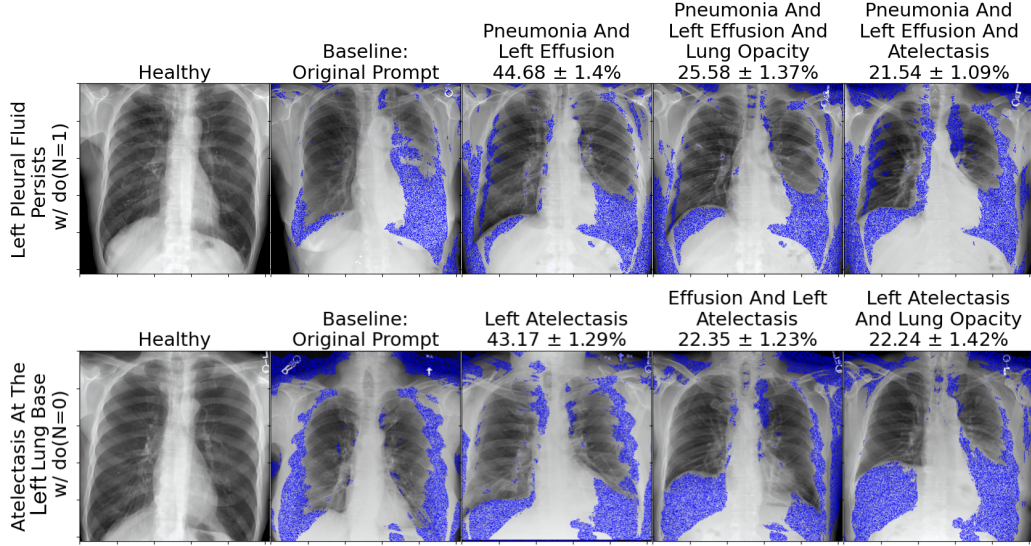 Left Pleural Fluid
Persists
w/ do(N=1)
Healthy
Baseline:
Original Prompt
Pneumonia And
Left Effusion
44.68 ± 1.4%
Pneumonia And
Left Effusion And
Lung Opacity
25.58 ± 1.37%
Pneumonia And
Left Effusion And
Atelectasis
21.54 ± 1.09%
Atelectasis At The
Left Lung Base
w/ do(N=0)
Healthy
Baseline:
Original Prompt
Left Atelectasis
43.17 ± 1.29%
Effusion And Left
Atelectasis
22.35 ± 1.23%
Left Atelectasis
And Lung Opacity
22.24 ± 1.42%